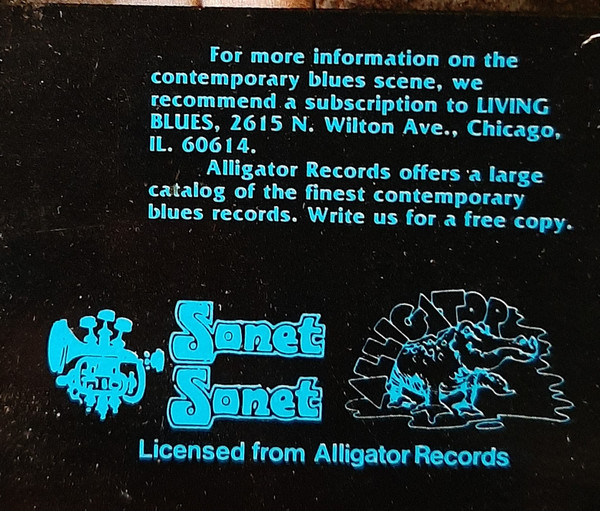 For more information on the
contemporary blues scene, we
recommend a subscription to LIVING
BLUES, 2615 N. Wilton Ave., Chicago,
IL. 60614.
Alligator Records offers a large
catalog of the finest contemporary
blues records. Write us for a free copy.
Sonet
Sonet
ALLIGATOR
Licensed from Alligator Records